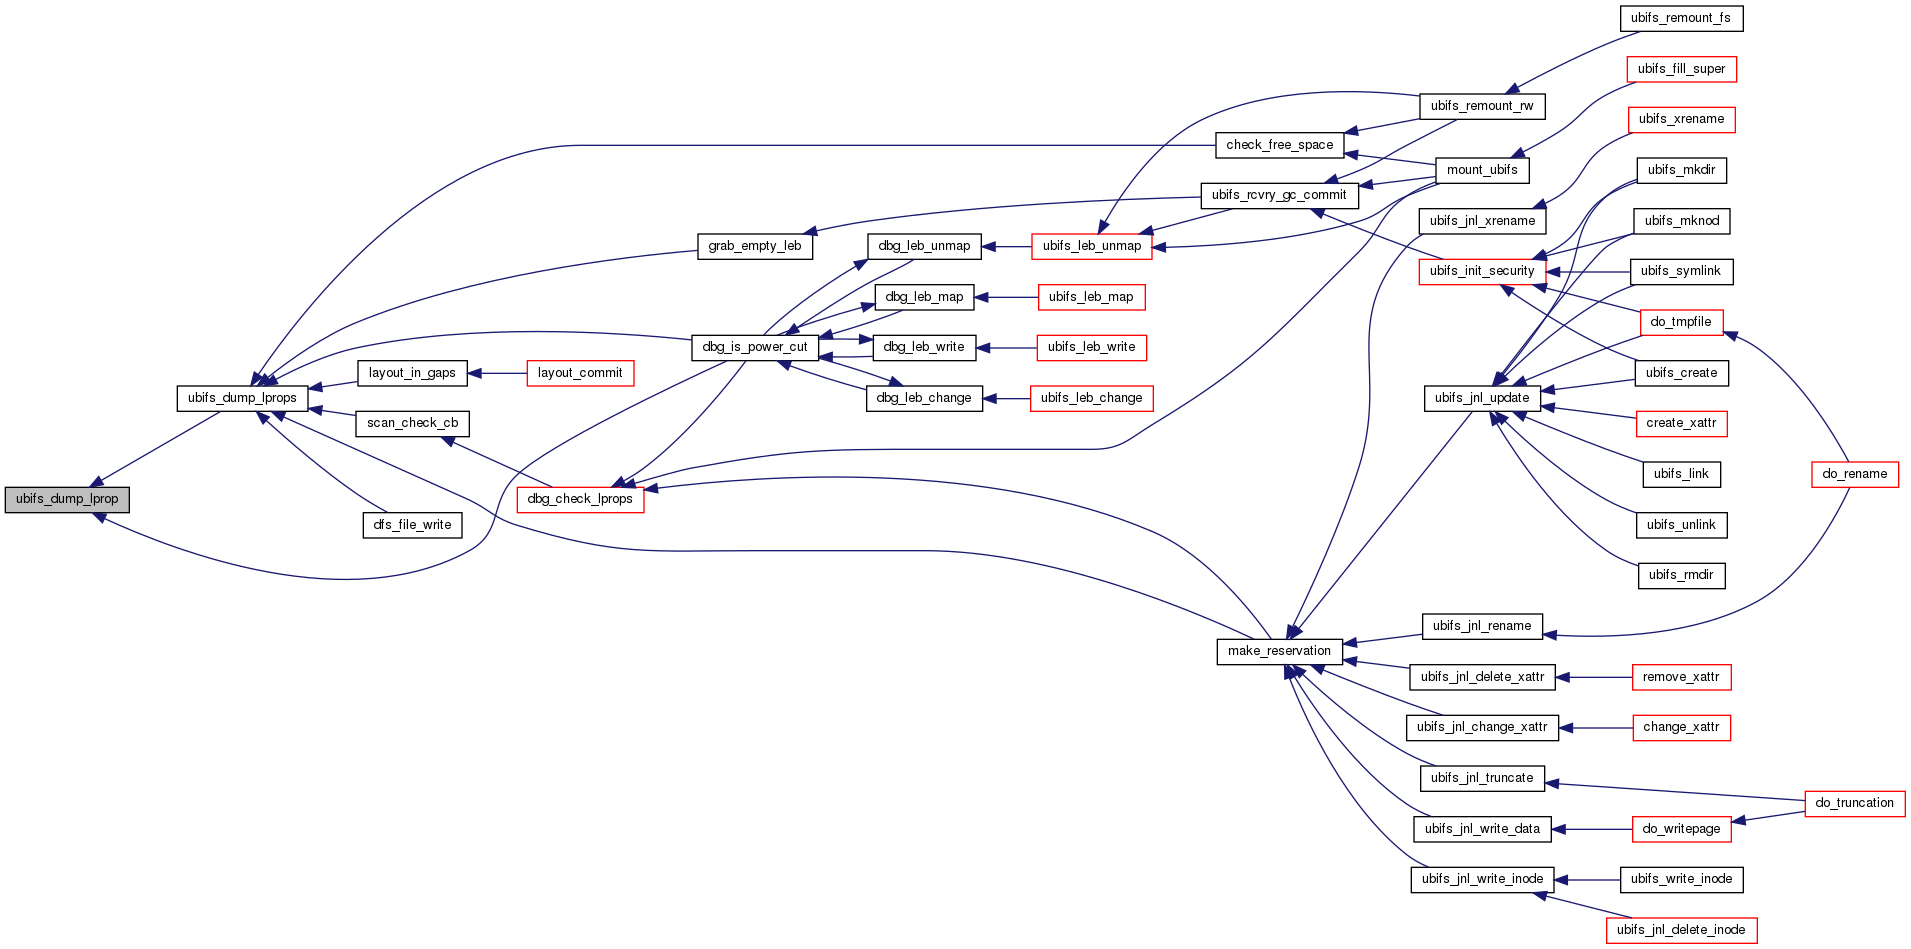 ubifs_remount_fs
ubifs_fill_super
ubifs_remount_rw
ubifs_xrename
check_free_space
mount_ubifs
ubifs_mkdir
ubifs_rcvry_gc_commit
ubifs_jnl_xrename
ubifs_mknod
grab_empty_leb
dbg_leb_unmap
ubifs_leb_unmap
ubifs_init_security
ubifs_symlink
dbg_leb_map
ubifs_leb_map
do_tmpfile
dbg_is_power_cut
dbg_leb_write
ubifs_leb_write
layout_in_gaps
layout_commit
ubifs_create
ubifs_dump_lprops
dbg_leb_change
ubifs_leb_change
ubifs_jnl_update
scan_check_cb
create_xattr
ubifs_link
do_rename
ubifs_dump_lprop
dbg_check_lprops
dfs_file_write
ubifs_unlink
ubifs_rmdir
ubifs_jnl_rename
make_reservation
ubifs_jnl_delete_xattr
remove_xattr
ubifs_jnl_change_xattr
change_xattr
ubifs_jnl_truncate
do_truncation
ubifs_jnl_write_data
do_writepage
ubifs_jnl_write_inode
ubifs_write_inode
ubifs_jnl_delete_inode